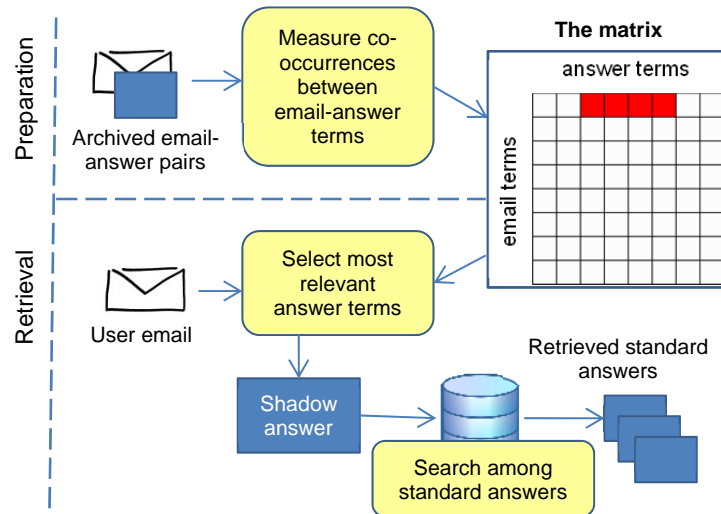 Preparation
Archived email-
answer pairs
Measure co-
occurrences
between
email-answer
terms
The matrix
answer terms
email terms
Retrieval
User email
Select most
relevant
answer terms
Shadow
answer
Search among
standard answers
Retrieved standard
answers